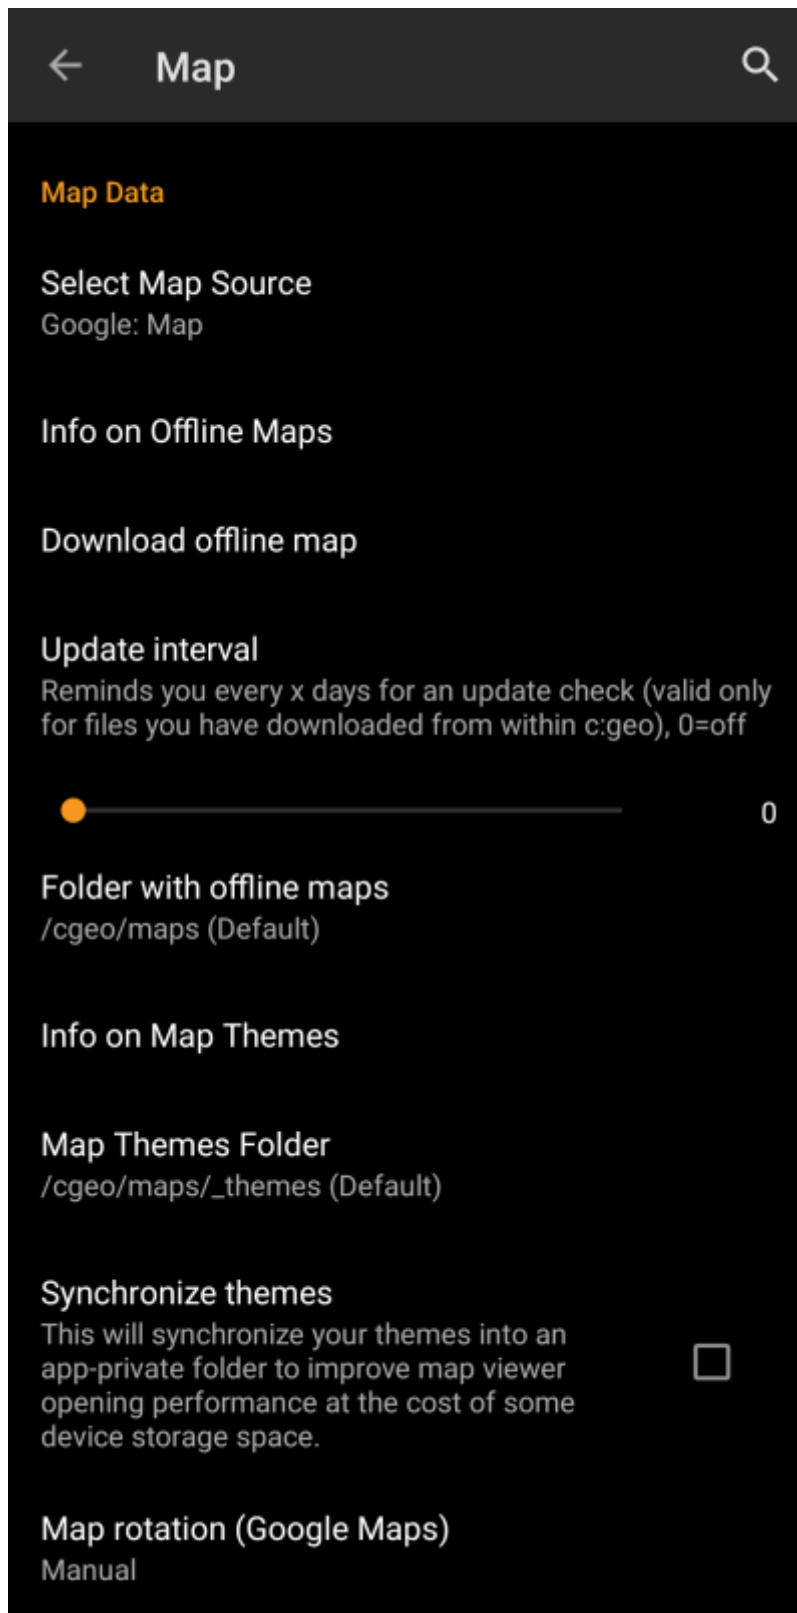 Map
Map Data
Select Map Source
Google: Map
Info on Offline Maps
Download offline map
Update interval
Reminds you every x days for an update check (valid only
for files you have downloaded from within c:geo), 0=off
0
Folder with offline maps
/cgeo/maps (Default)
Info on Map Themes
Map Themes Folder
/cgeo/maps/_themes (Default)
Synchronize themes
This will synchronize your themes into an
app-private folder to improve map viewer
opening performance at the cost of some
device storage space.
Map rotation (Google Maps)
Manual